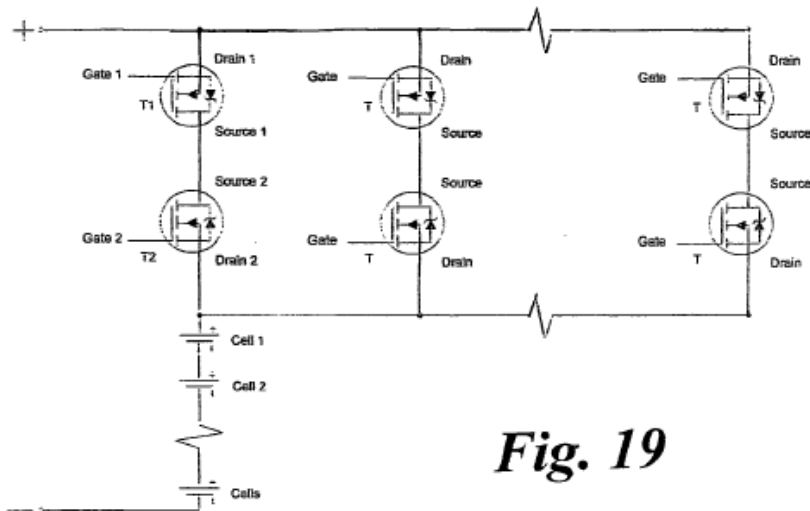 +
Drain 1
Drain
Drain
Gate 1
Gate
Gate
T1
T
T
Source 1
Source
Source
Source 2
Source
Source
Gate 2
Gate
Gate
T2
T
T
Drain 2
Drain
Drain
Cell 1
Cell 2
Cells
Fig. 19